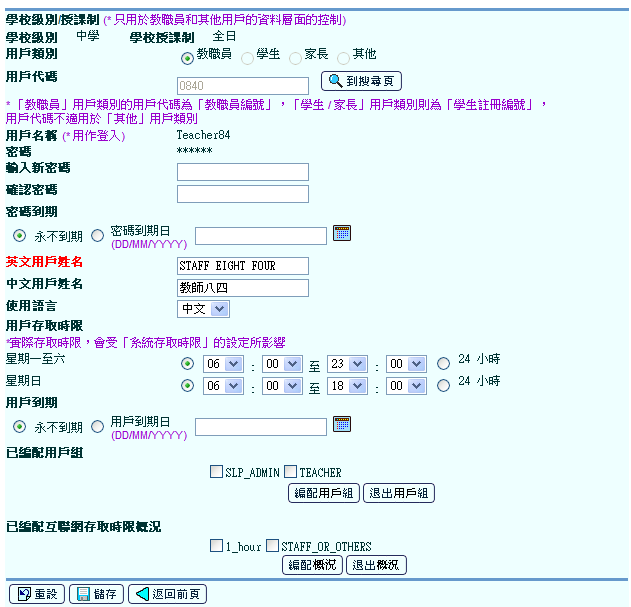 學校級別/授課制 (* 只用於教職員和其他用戶的資料層面的控制)
學校級別 中學 學校授課制 全日
用戶類別 教職員 學生 家長 其他
用戶代碼 0840 到搜尋頁
* 「教職員」用戶類別的用戶代碼為「教職員編號」，「學生 / 家長」用戶類別則為「學生註冊編號」，
用戶代碼不適用於「其他」用戶類別
用戶名稱 (* 用作登入) Teacher84
密碼 ******
輸入新密碼
確認密碼
密碼到期
永不到期 密碼到期日
(DD/MM/YYYY)
英文用戶姓名 STAFF EIGHT FOUR
中文用戶姓名 教師八四
使用語言 中文
用戶存取時限
*實際存取時限，會受「系統存取時限」的設定所影響
星期一至六 06 : 00 至 23 : 00 24 小時
星期日 06 : 00 至 18 : 00 24 小時
用戶到期
永不到期 用戶到期日
(DD/MM/YYYY)
已編配用戶組
SLP_ADMIN TEACHER
編配用戶組 退出用戶組
已編配互聯網存取時限概況
1_hour STAFF_OR_OTHERS
編配概況 退出概況
重設 儲存 返回前頁